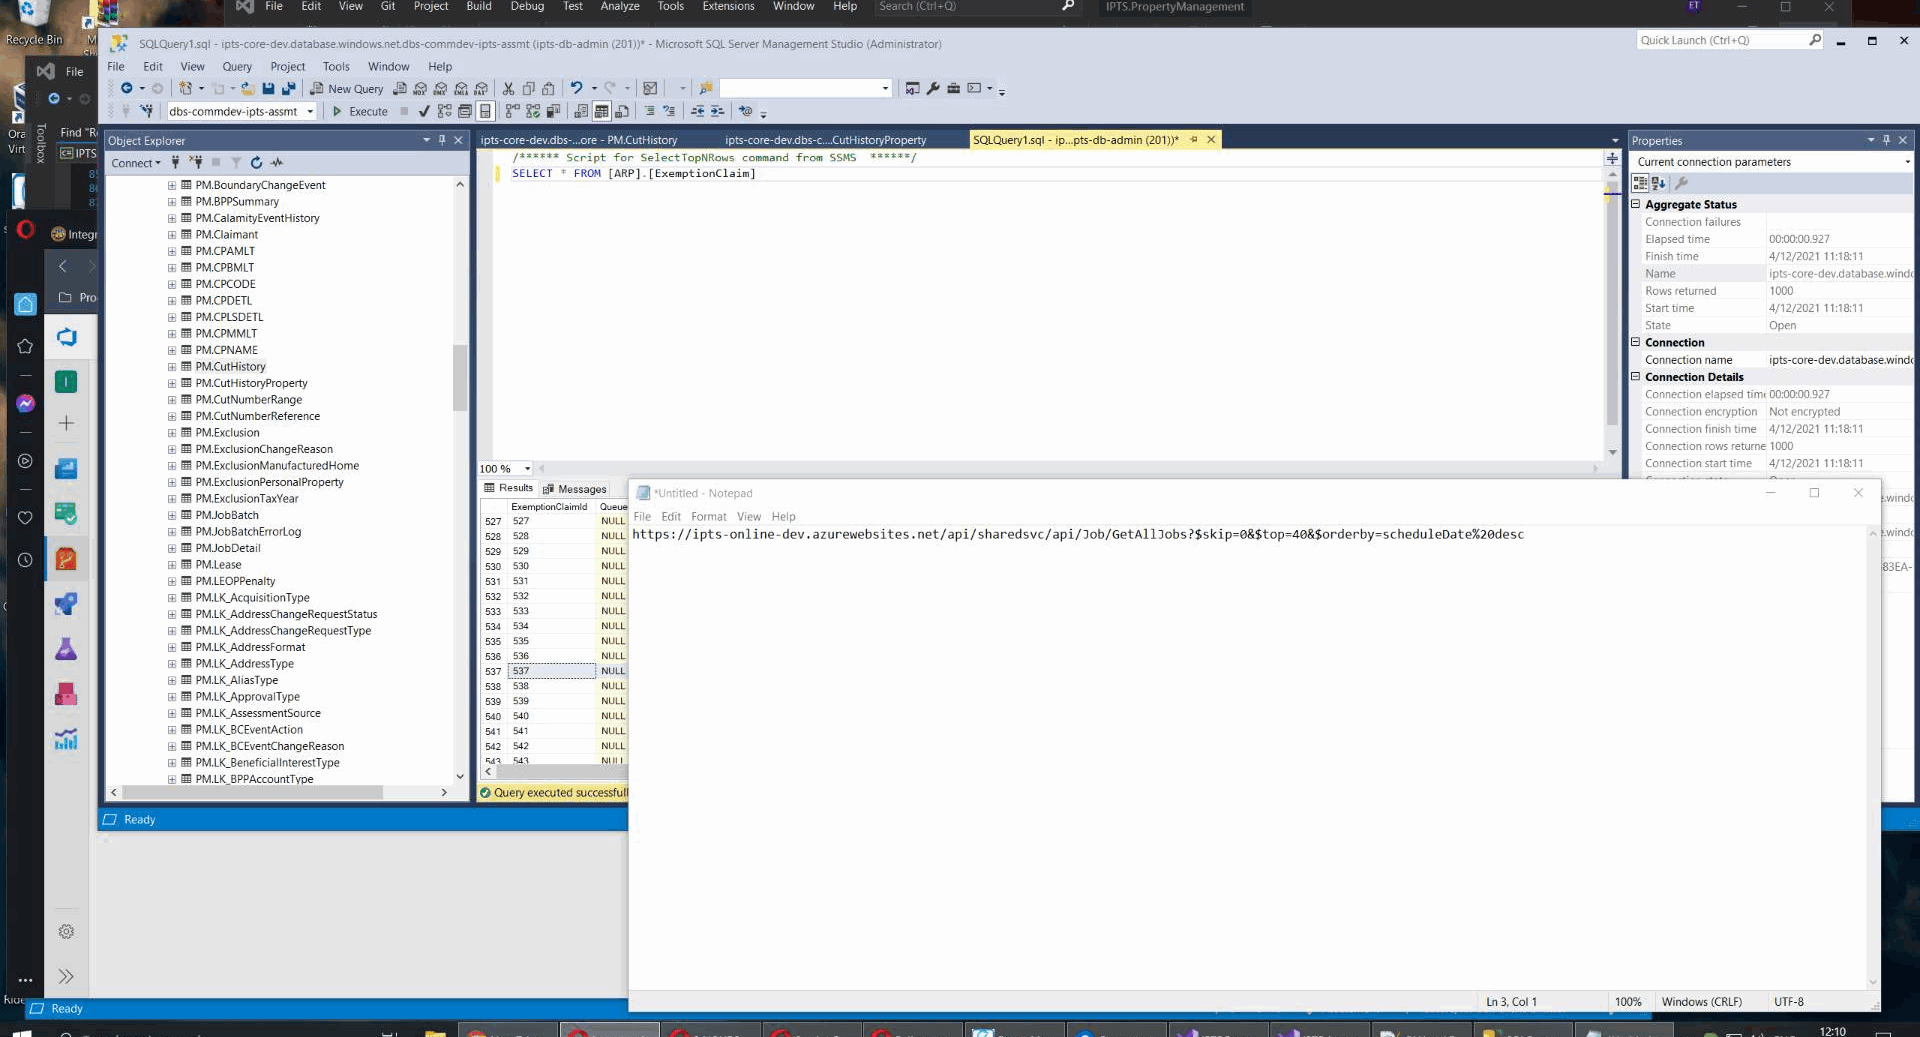 File Edit View Git Project Build Debug Test Analyze Tools Extensions Window Help Search (Ctrl+Q) IPTS.PropertyManagement ET
Recycle Bin
SQLQuery1.sql - ipts-core-dev.database.windows.net.dbs-commdev-ipts-assmt (ipts-db-admin (201))* - Microsoft SQL Server Management Studio (Administrator)
Quick Launch (Ctrl+Q)
File Edit View Query Project Tools Window Help
File
New Query
dbs-commdev-ipts-assmt Execute
Toolbox
Find "R
IPTS
Object Explorer
Connect
PM.BoundaryChangeEvent
PM.BPPSummary
PM.CalamityEventHistory
PM.Claimant
PM.CPAMLT
PM.CPBMLT
PM.CPCODE
PM.CPDETL
PM.CPLSDETL
PM.CPMMLT
PM.CPNAME
PM.CutHistory
PM.CutHistoryProperty
PM.CutNumberRange
PM.CutNumberReference
PM.Exclusion
PM.ExclusionChangeReason
PM.ExclusionManufacturedHome
PM.ExclusionPersonalProperty
PM.ExclusionTaxYear
PM.JobBatch
PM.JobBatchErrorLog
PM.JobDetail
PM.Lease
PM.LEOPPenalty
PM.LK_AcquisitionType
PM.LK_AddressChangeRequestStatus
PM.LK_AddressChangeRequestType
PM.LK_AddressFormat
PM.LK_AddressType
PM.LK_AliasType
PM.LK_ApprovalType
PM.LK_AssessmentSource
PM.LK_BCEventAction
PM.LK_BCEventChangeReason
PM.LK_BeneficialInterestType
PM.LK_BPPAccountType
Integr
Pro
ipts-core-dev.dbs-...ore - PM.CutHistory
ipts-core-dev.dbs-c....CutHistoryProperty
SQLQuery1.sql - ip...pts-db-admin (201))*
/****** Script for SelectTopNRows command from SSMS ******/
SELECT * FROM [ARP].[ExemptionClaim]
100 %
Results Messages
ExemptionClaimId Queue
527 527 NULL
528 528 NULL
529 529 NULL
530 530 NULL
531 531 NULL
532 532 NULL
533 533 NULL
534 534 NULL
535 535 NULL
536 536 NULL
537 537 NULL
538 538 NULL
539 539 NULL
540 540 NULL
541 541 NULL
542 542 NULL
543 543 NULL
Query executed successfull
Ready
Ready
Properties
Current connection parameters
Aggregate Status
Connection failures
Elapsed time 00:00:00.927
Finish time 4/12/2021 11:18:11
Name ipts-core-dev.database.windo
Rows returned 1000
Start time 4/12/2021 11:18:11
State Open
Connection
Connection name ipts-core-dev.database.windo
Connection Details
Connection elapsed time 00:00:00.927
Connection encryption Not encrypted
Connection finish time 4/12/2021 11:18:11
Connection rows returne 1000
Connection start time 4/12/2021 11:18:11
*Untitled - Notepad
File Edit Format View Help
https://ipts-online-dev.azurewebsites.net/api/sharedsvc/api/Job/GetAllJobs?$skip=0&$top=40&$orderby=scheduleDate%20desc
Ln 3, Col 1 100% Windows (CRLF) UTF-8
12:10